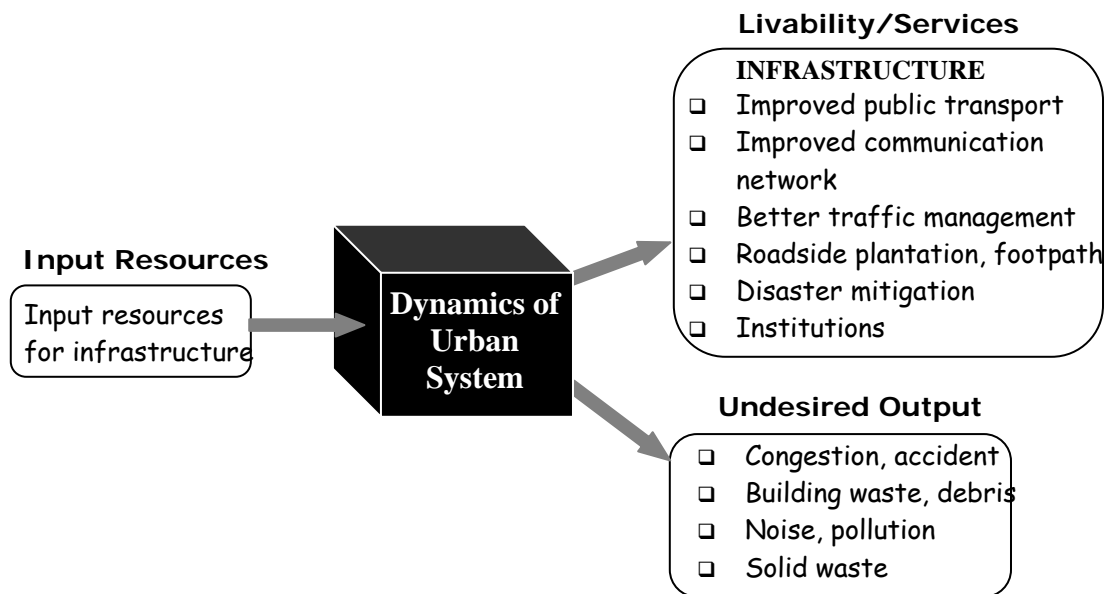 Livability/Services
INFRASTRUCTURE
❑ Improved public transport
❑ Improved communication
network
❑ Better traffic management
❑ Roadside plantation, footpath
❑ Disaster mitigation
❑ Institutions
Input Resources
Input resources
for infrastructure
Dynamics of
Urban
System
Undesired Output
❑ Congestion, accident
❑ Building waste, debris
❑ Noise, pollution
❑ Solid waste